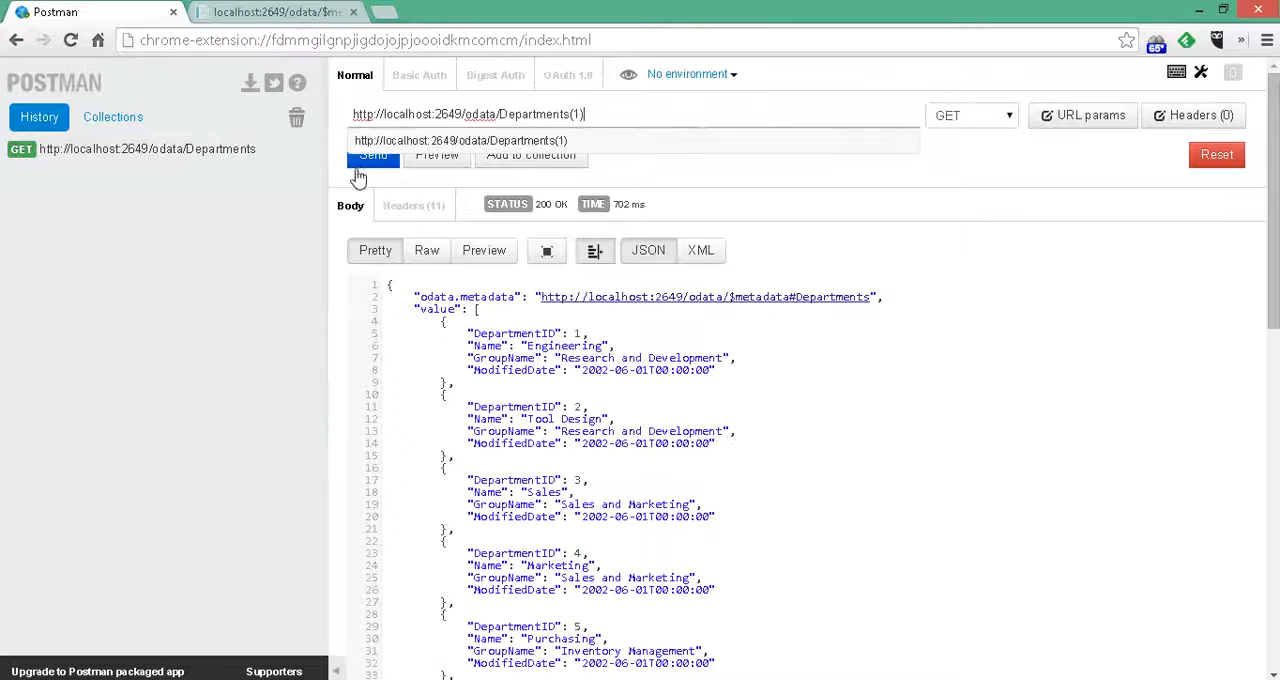 Postman
localhost:2649/odata/$me
chrome-extension://fdmmgilgnpjigdojojpjoooidkmcomcm/index.html
65°
»
POSTMAN
Normal
Basic Auth
Digest Auth
OAuth 1.0
No environment
0
History
Collections
http://localhost:2649/odata/Departments(1)
GET
URL params
Headers (0)
http://localhost:2649/odata/Departments(1)
GET
http://localhost:2649/odata/Departments
Send
Preview
Add to collection
Reset
Body
Headers (11)
STATUS 200 OK TIME 702 ms
Pretty
Raw
Preview
JSON
XML
1 {
2 "odata.metadata": "http://localhost:2649/odata/$metadata#Departments",
3 "value": [
4 {
5 "DepartmentID": 1,
6 "Name": "Engineering",
7 "GroupName": "Research and Development",
8 "ModifiedDate": "2002-06-01T00:00:00"
9 },
10 {
11 "DepartmentID": 2,
12 "Name": "Tool Design",
13 "GroupName": "Research and Development",
14 "ModifiedDate": "2002-06-01T00:00:00"
15 },
16 {
17 "DepartmentID": 3,
18 "Name": "Sales",
19 "GroupName": "Sales and Marketing",
20 "ModifiedDate": "2002-06-01T00:00:00"
21 },
22 {
23 "DepartmentID": 4,
24 "Name": "Marketing",
25 "GroupName": "Sales and Marketing",
26 "ModifiedDate": "2002-06-01T00:00:00"
27 },
28 {
29 "DepartmentID": 5,
30 "Name": "Purchasing",
31 "GroupName": "Inventory Management",
32 "ModifiedDate": "2002-06-01T00:00:00"
33 },
Upgrade to Postman packaged app
Supporters